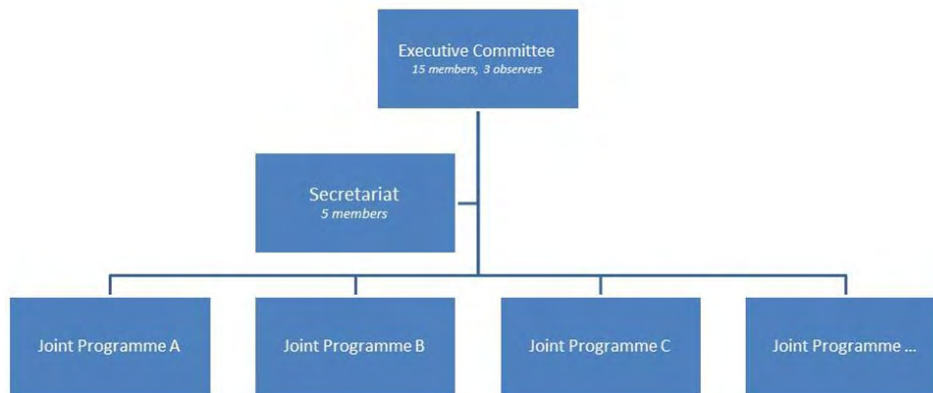 Executive Committee
15 members, 3 observers
Secretariat
5 members
Joint Programme A
Joint Programme B
Joint Programme C
Joint Programme ...